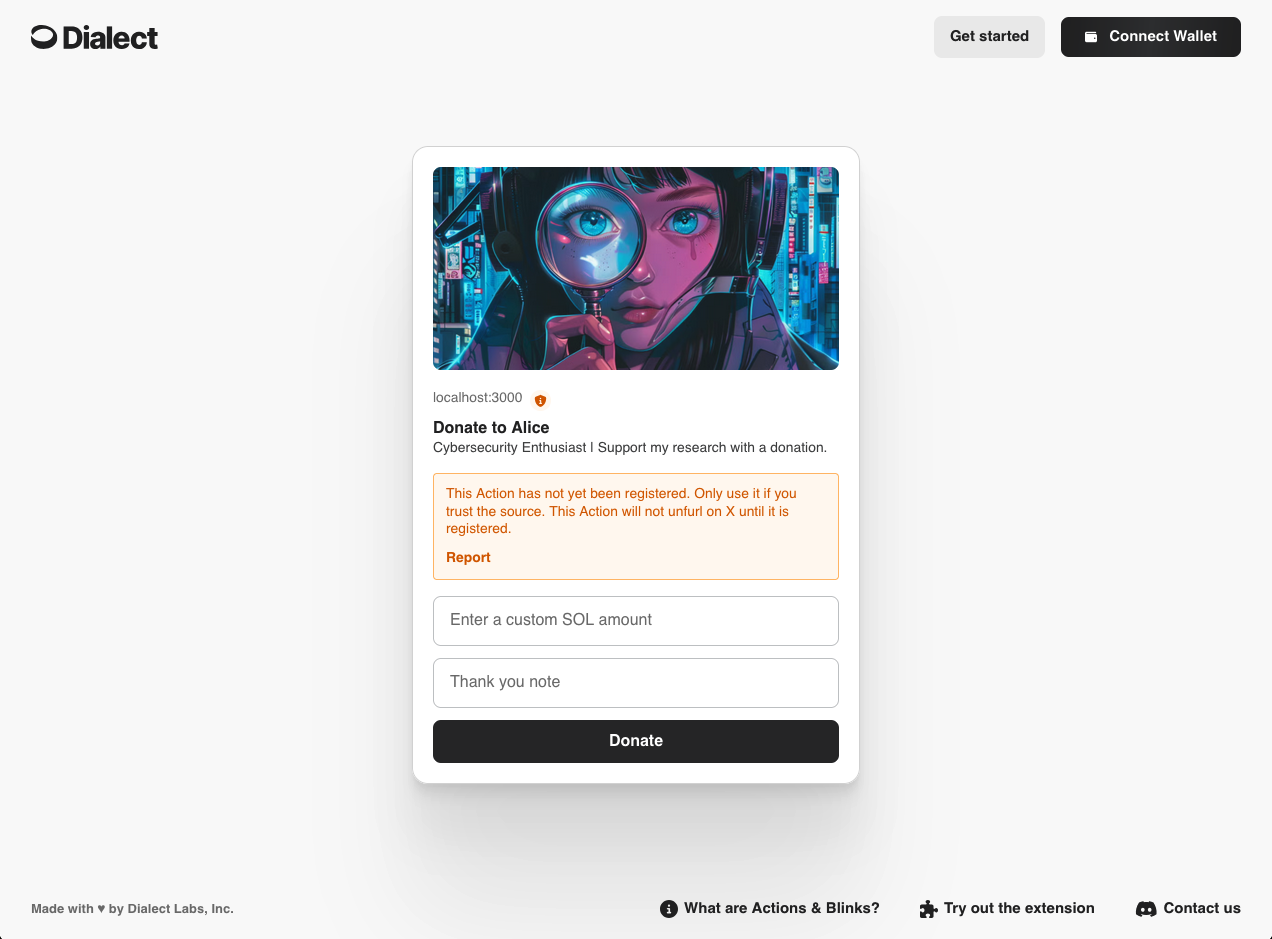 Dialect
Get started
Connect Wallet
localhost:3000
Donate to Alice
Cybersecurity Enthusiast | Support my research with a donation.
This Action has not yet been registered. Only use it if you
trust the source. This Action will not unfurl on X until it is
registered.
Report
Enter a custom SOL amount
Thank you note
Donate
Made with ♥ by Dialect Labs, Inc.
What are Actions & Blinks?
Try out the extension
Contact us